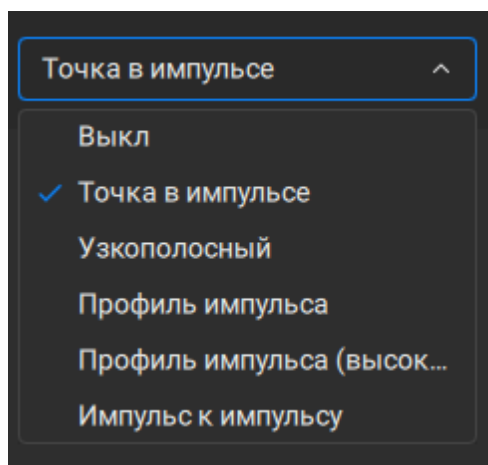 Точка в импульсе
Выкл
Точка в импульсе
Узкополосный
Профиль импульса
Профиль импульса (высок...
Импульс к импульсу